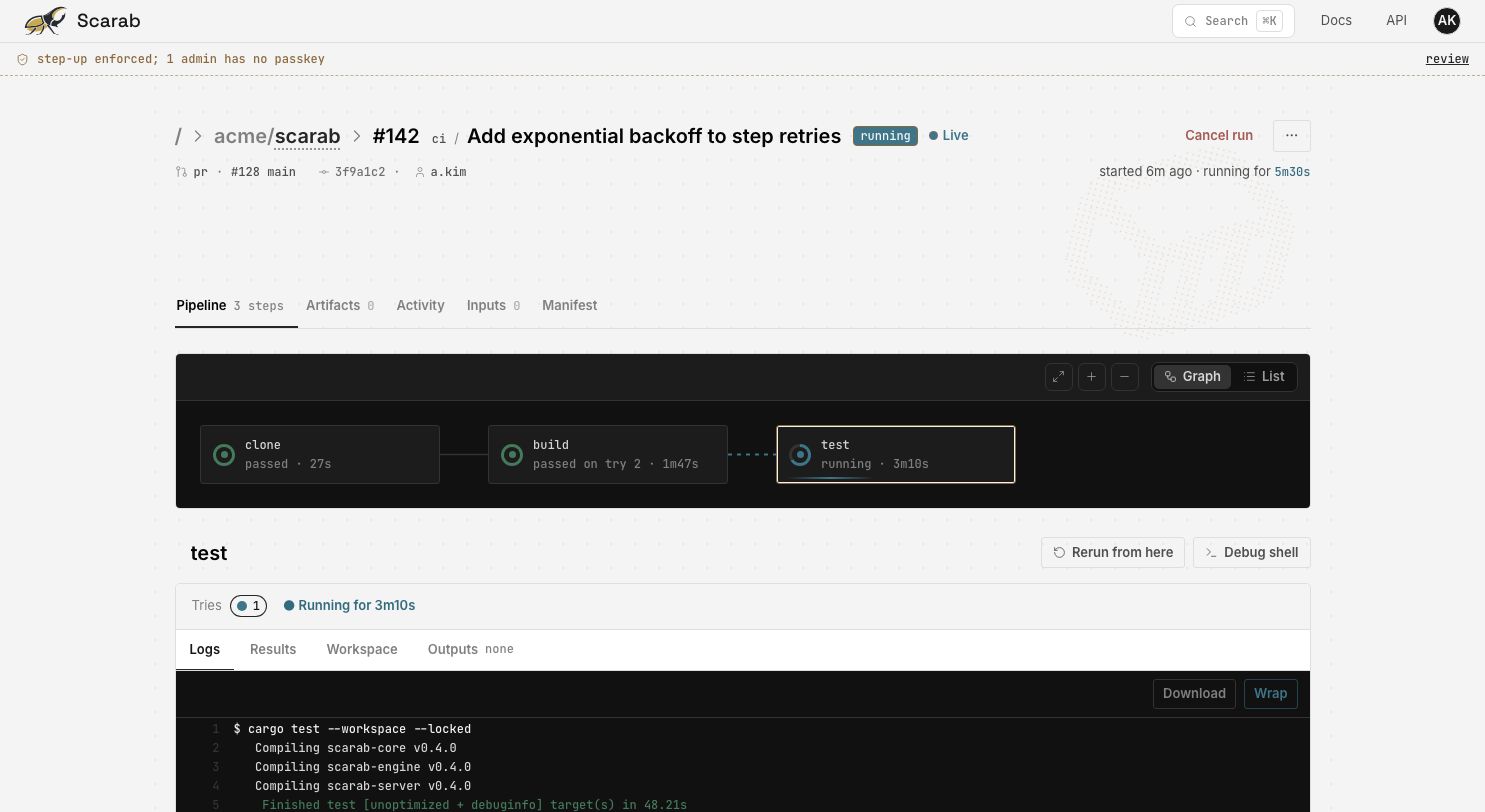 Scarab
Search ⌘K
Docs
API
AK
step-up enforced; 1 admin has no passkey
review
/ > acme/scarab > #142 ci / Add exponential backoff to step retries running Live
Cancel run
...
pr · #128 main 3f9a1c2 · a.kim
started 6m ago · running for 5m30s
Pipeline 3 steps Artifacts 0 Activity Inputs 0 Manifest
Graph List
clone
passed · 27s
build
passed on try 2 · 1m47s
test
running · 3m10s
test
Rerun from here
Debug shell
Tries 1 Running for 3m10s
Logs Results Workspace Outputs none
Download Wrap
1 $ cargo test --workspace --locked
2 Compiling scarab-core v0.4.0
3 Compiling scarab-engine v0.4.0
4 Compiling scarab-server v0.4.0
5 Finished test [unoptimized + debuginfo] target(s) in 48.21s